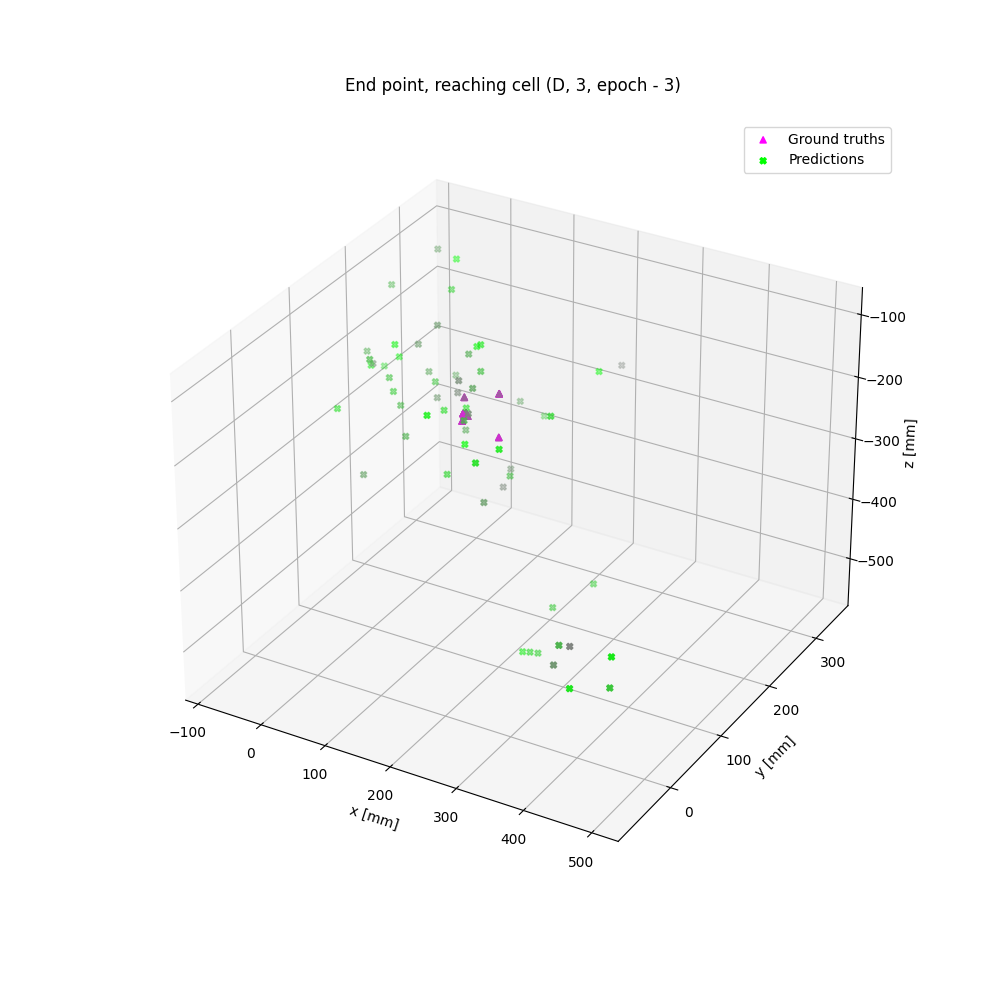 End point, reaching cell (D, 3, epoch - 3)
Ground truths
Predictions
−100
−200
−300
−400
−500
z [mm]
300
200
100
0
y [mm]
−100
0
100
200
300
400
500
x [mm]